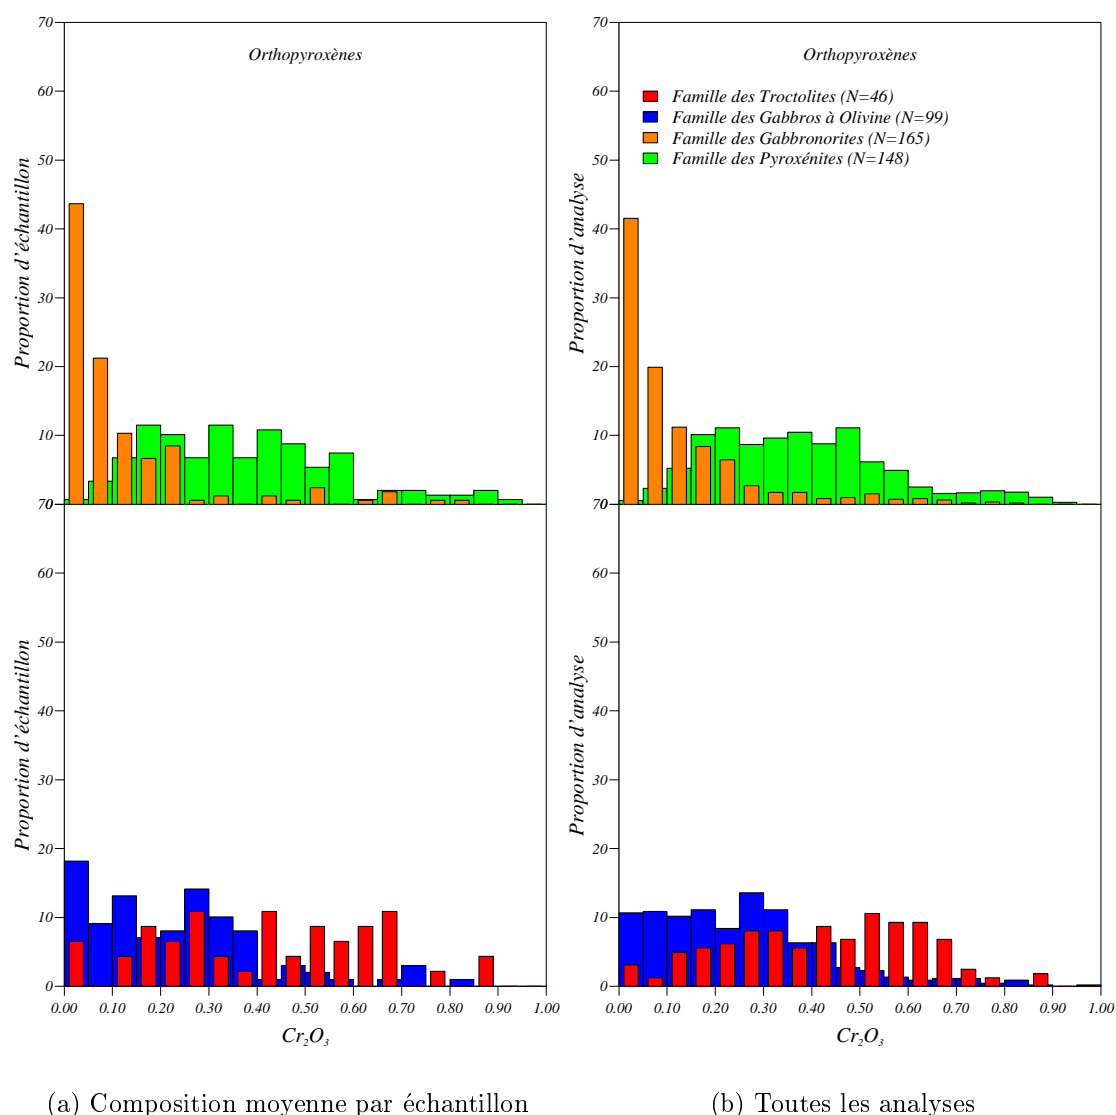 70
60
50
40
30
20
10
0
Orthopyroxènes
Proportion d'échantillon
70
60
50
40
30
20
10
0
Proportion d'échantillon
0.00 0.10 0.20 0.30 0.40 0.50 0.60 0.70 0.80 0.90 1.00
Cr₂O₃
(a) Composition moyenne par échantillon
70
60
50
40
30
20
10
0
Orthopyroxènes
Famille des Troctolites (N=46)
Famille des Gabbros à Olivine (N=99)
Famille des Gabbronorites (N=165)
Famille des Pyroxénites (N=148)
Proportion d'analyse
70
60
50
40
30
20
10
0
Proportion d'analyse
0.00 0.10 0.20 0.30 0.40 0.50 0.60 0.70 0.80 0.90 1.00
Cr₂O₃
(b) Toutes les analyses